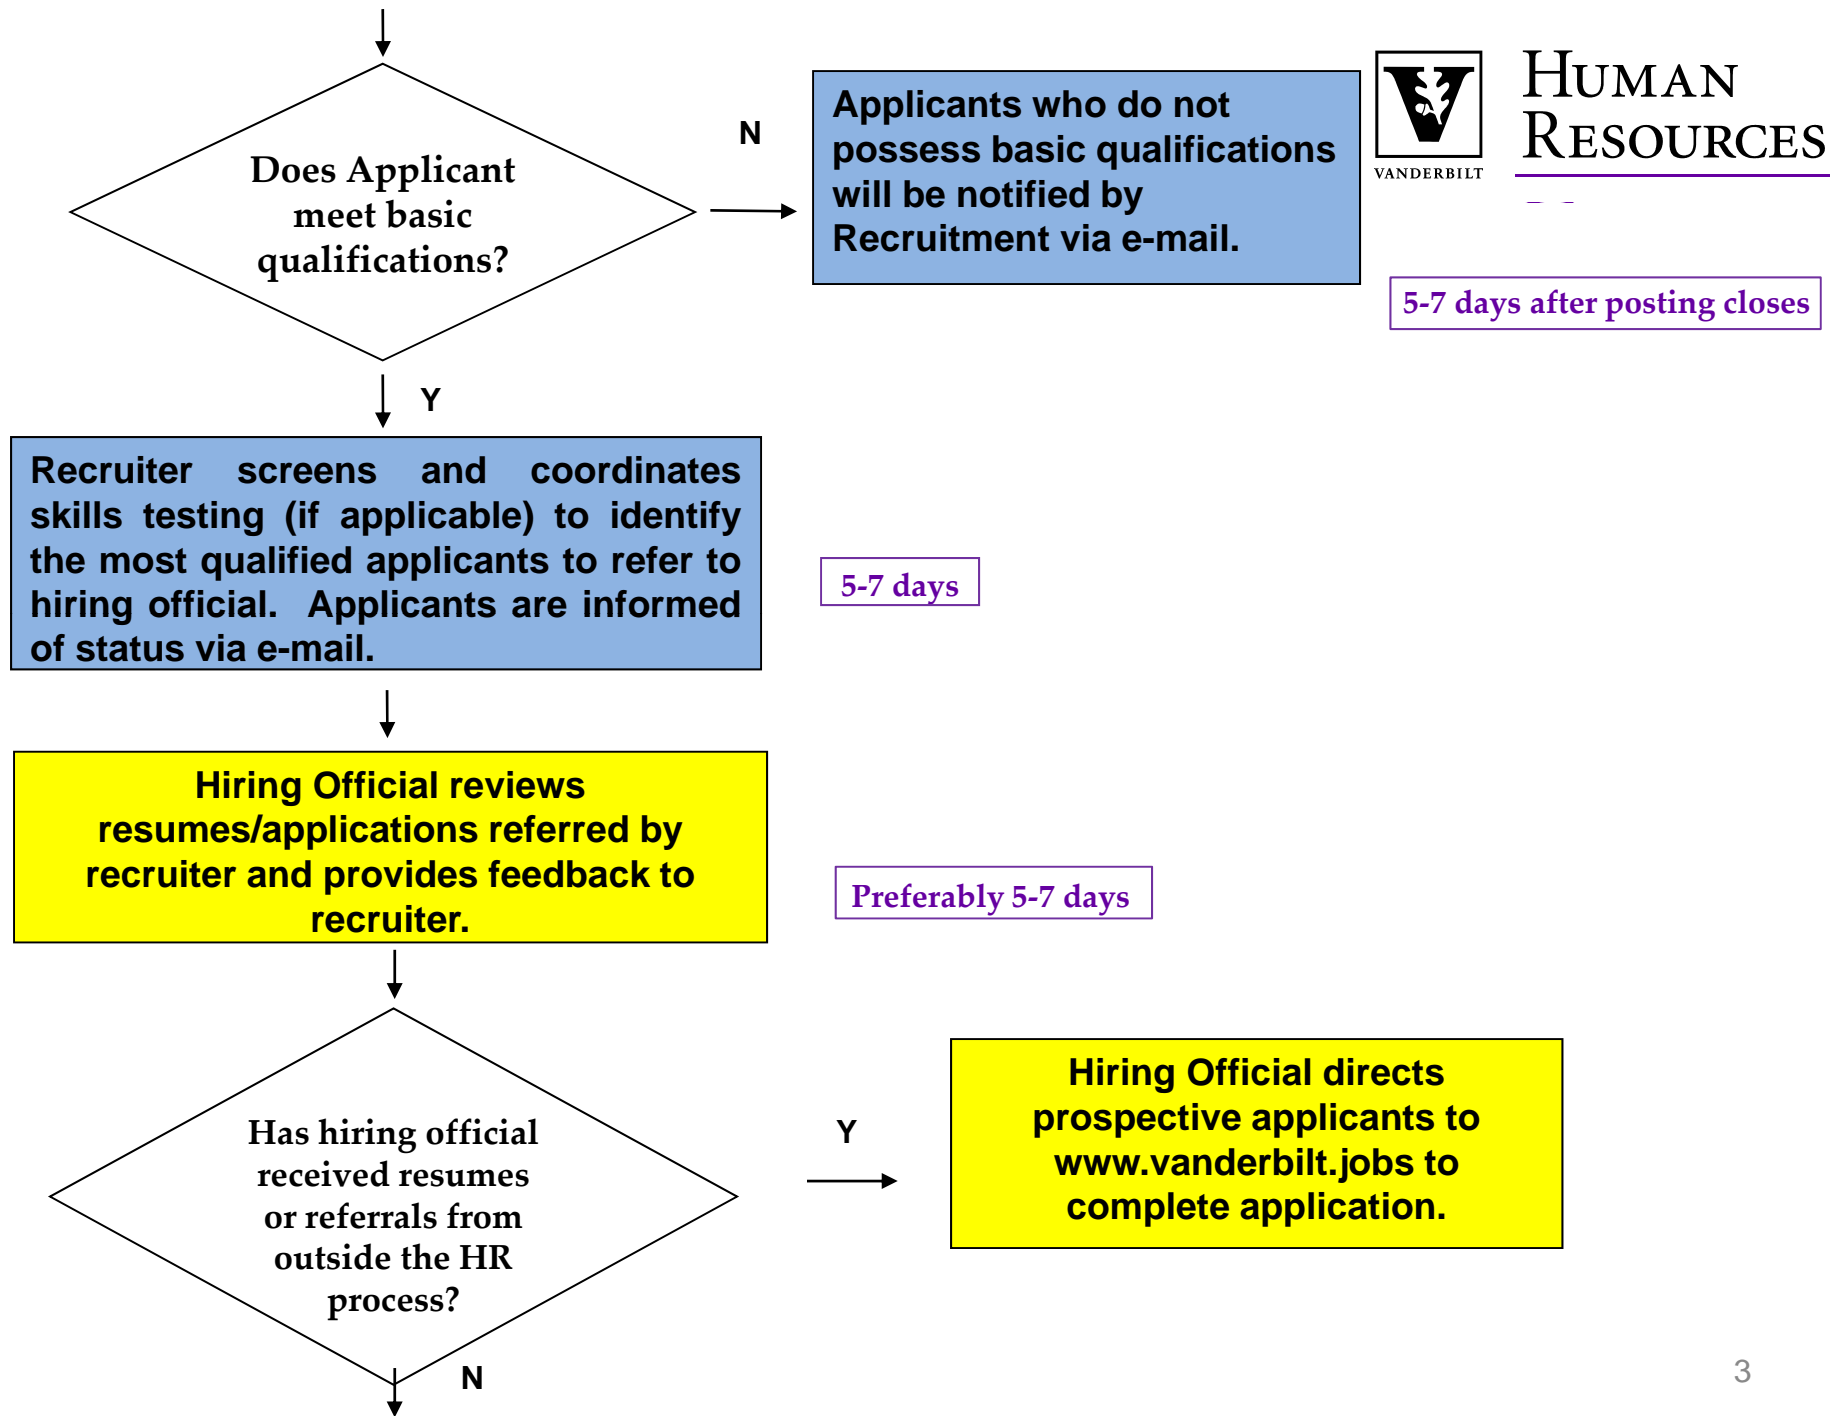 Does Applicant
meet basic
qualifications?
N
Applicants who do not
possess basic qualifications
will be notified by
Recruitment via e-mail.
VANDERBILT
HUMAN
RESOURCES
5-7 days after posting closes
Y
Recruiter screens and coordinates
skills testing (if applicable) to identify
the most qualified applicants to refer to
hiring official. Applicants are informed
of status via e-mail.
5-7 days
Hiring Official reviews
resumes/applications referred by
recruiter and provides feedback to
recruiter.
Preferably 5-7 days
Has hiring official
received resumes
or referrals from
outside the HR
process?
Y
Hiring Official directs
prospective applicants to
www.vanderbilt.jobs to
complete application.
N
3